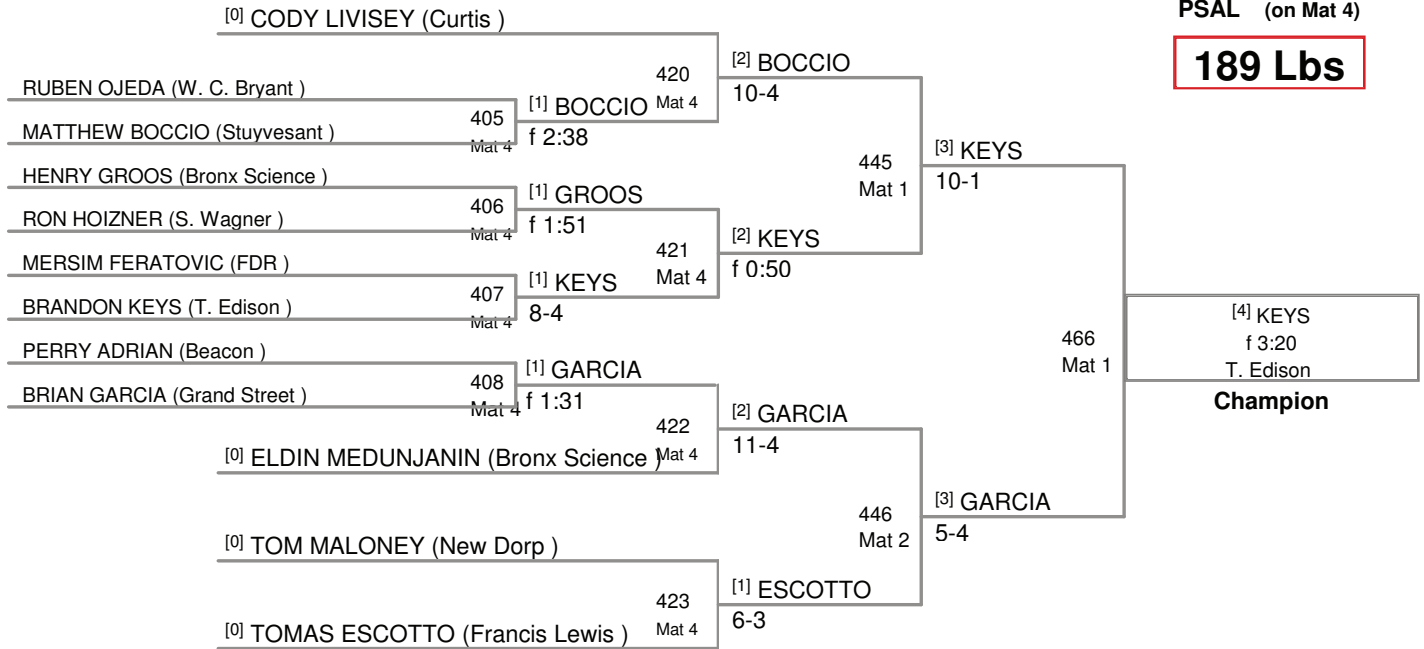 PSAL (on Mat 4)
189 Lbs
[0] CODY LIVISEY (Curtis )
RUBEN OJEDA (W. C. Bryant )
MATTHEW BOCCIO (Stuyvesant )
HENRY GROOS (Bronx Science )
RON HOIZNER (S. Wagner )
MERSIM FERATOVIC (FDR )
BRANDON KEYS (T. Edison )
PERRY ADRIAN (Beacon )
BRIAN GARCIA (Grand Street )
[0] ELDIN MEDUNJANIN (Bronx Science )
[0] TOM MALONEY (New Dorp )
[0] TOMAS ESCOTTO (Francis Lewis )
405
Mat 4
[1] BOCCIO
f 2:38
406
Mat 4
[1] GROOS
f 1:51
407
Mat 4
[1] KEYS
8-4
408
Mat 4
[1] GARCIA
f 1:31
420
Mat 4
[2] BOCCIO
10-4
421
Mat 4
[2] KEYS
f 0:50
422
Mat 4
[2] GARCIA
11-4
423
Mat 4
[1] ESCOTTO
6-3
445
Mat 1
[3] KEYS
10-1
446
Mat 2
[3] GARCIA
5-4
466
Mat 1
[4] KEYS
f 3:20
T. Edison
Champion